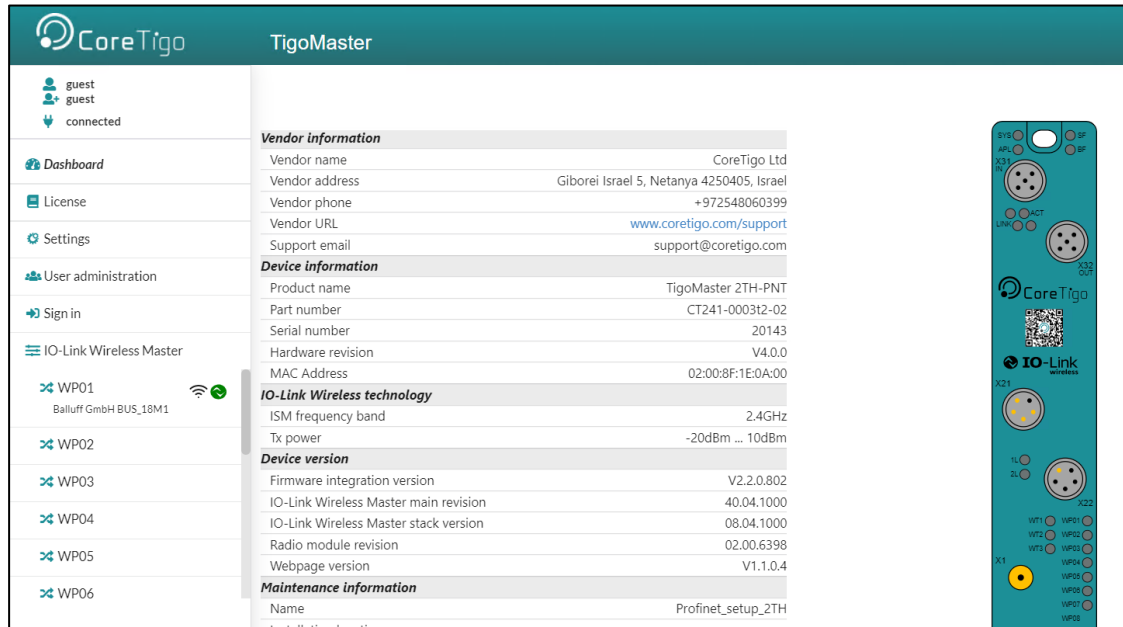 CoreTigo
TigoMaster
guest
guest
connected
Dashboard
License
Settings
User administration
Sign in
IO-Link Wireless Master
WP01
Balluff GmbH BUS_18M1
WP02
WP03
WP04
WP05
WP06
Vendor information
Vendor name CoreTigo Ltd
Vendor address Giborei Israel 5, Netanya 4250405, Israel
Vendor phone +972548060399
Vendor URL www.coretigo.com/support
Support email support@coretigo.com
Device information
Product name TigoMaster 2TH-PNT
Part number CT241-0003t2-02
Serial number 20143
Hardware revision V4.0.0
MAC Address 02:00:8F:1E:0A:00
IO-Link Wireless technology
ISM frequency band 2.4GHz
Tx power -20dBm ... 10dBm
Device version
Firmware integration version V2.2.0.802
IO-Link Wireless Master main revision 40.04.1000
IO-Link Wireless Master stack version 08.04.1000
Radio module revision 02.00.6398
Webpage version V1.1.0.4
Maintenance information
Name Profinet_setup_2TH
SYS SF
APL BF
X31
IN
ACT
LINK
X32
OUT
CoreTigo
IO-Link
wireless
X21
1L
2L
X22
WT1 WP01
WT2 WP02
WT3 WP03
X1 WP04
WP05
WP06
WP07
WP08